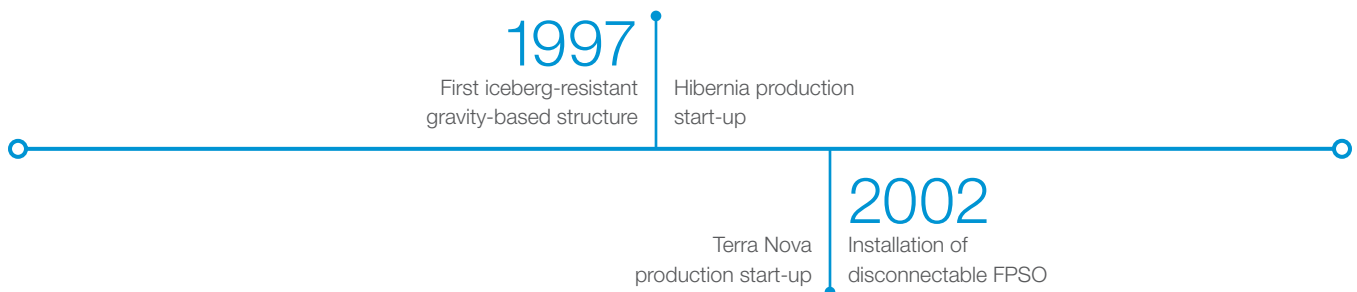 1997
First iceberg-resistant
gravity-based structure
Hibernia production
start-up
2002
Terra Nova
production start-up
Installation of
disconnectable FPSO